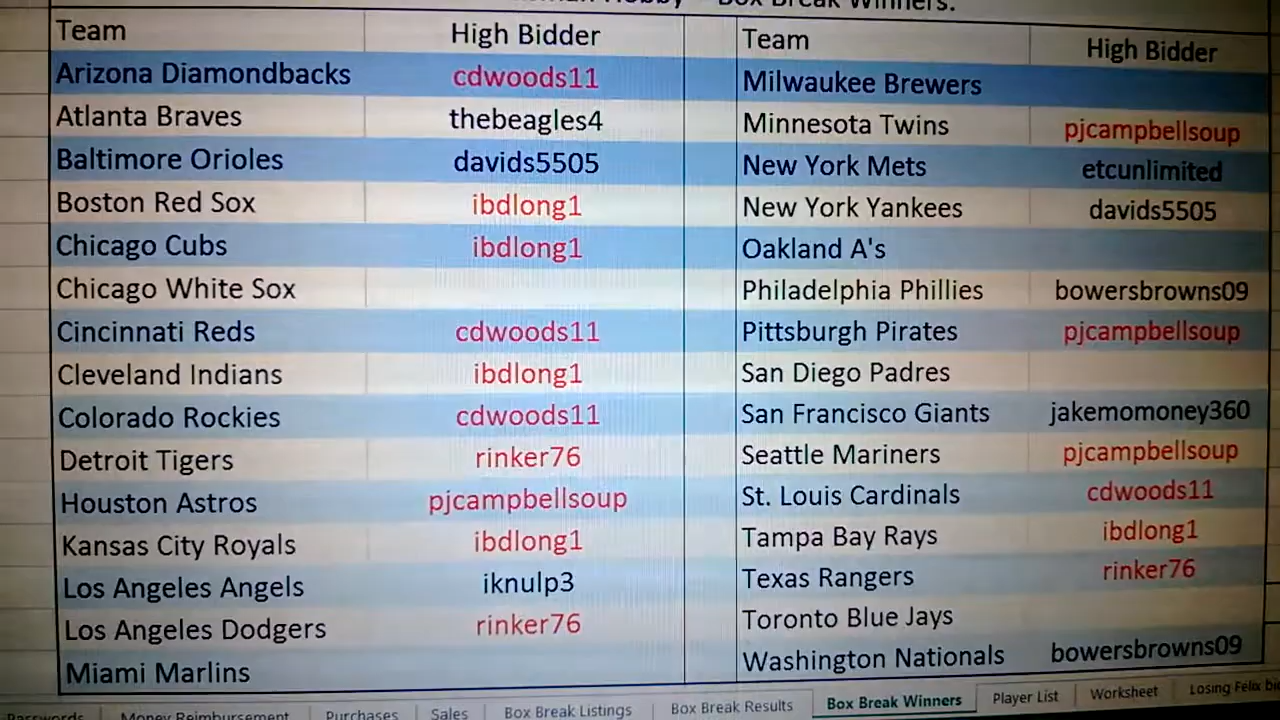 Box Break Winners.
Team High Bidder Team High Bidder
Arizona Diamondbacks cdwoods11 Milwaukee Brewers
Atlanta Braves thebeagles4 Minnesota Twins pjcampbellsoup
Baltimore Orioles davids5505 New York Mets etcunlimited
Boston Red Sox ibdlong1 New York Yankees davids5505
Chicago Cubs ibdlong1 Oakland A's
Chicago White Sox Philadelphia Phillies bowersbrowns09
Cincinnati Reds cdwoods11 Pittsburgh Pirates pjcampbellsoup
Cleveland Indians ibdlong1 San Diego Padres
Colorado Rockies cdwoods11 San Francisco Giants jakemomoney360
Detroit Tigers rinker76 Seattle Mariners pjcampbellsoup
Houston Astros pjcampbellsoup St. Louis Cardinals cdwoods11
Kansas City Royals ibdlong1 Tampa Bay Rays ibdlong1
Los Angeles Angels iknulp3 Texas Rangers rinker76
Los Angeles Dodgers rinker76 Toronto Blue Jays
Miami Marlins Washington Nationals bowersbrowns09
Passwords Money Reimbursement Purchases Sales Box Break Listings Box Break Results Box Break Winners Player List Worksheet Losing Felix